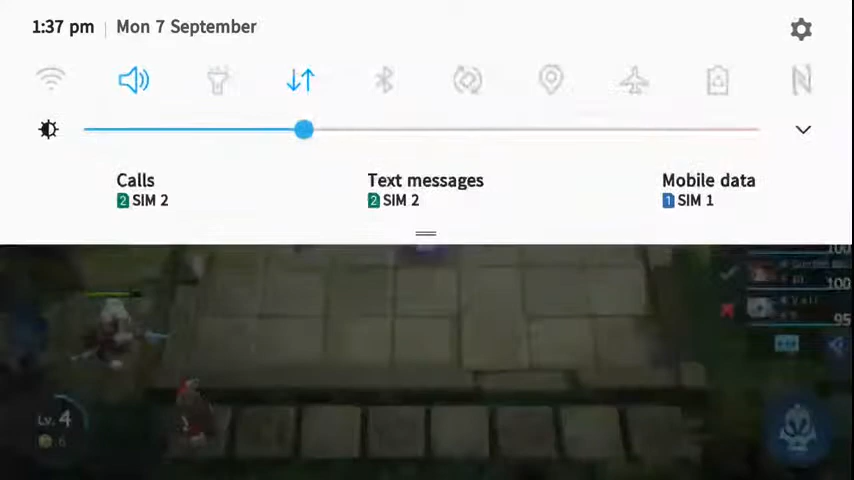 1:37 pm | Mon 7 September
Calls
2 SIM 2
Text messages
2 SIM 2
Mobile data
1 SIM 1
100
100
95
Lv. 4
6